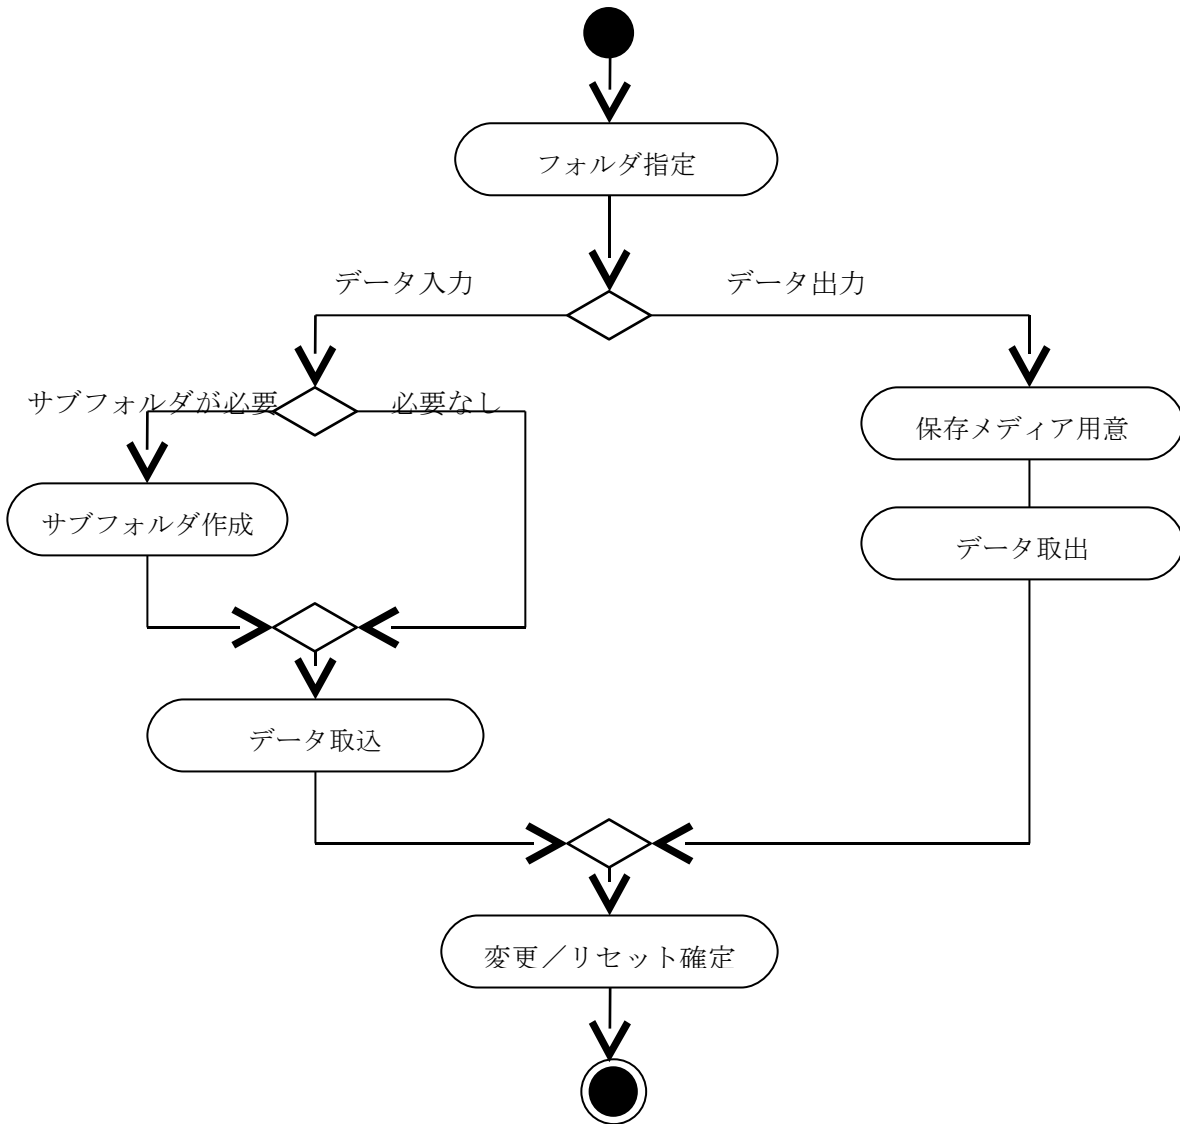 フォルダ指定
データ入力
データ出力
サブフォルダが必要
必要なし
保存メディア用意
サブフォルダ作成
データ取出
データ取込
変更／リセット確定